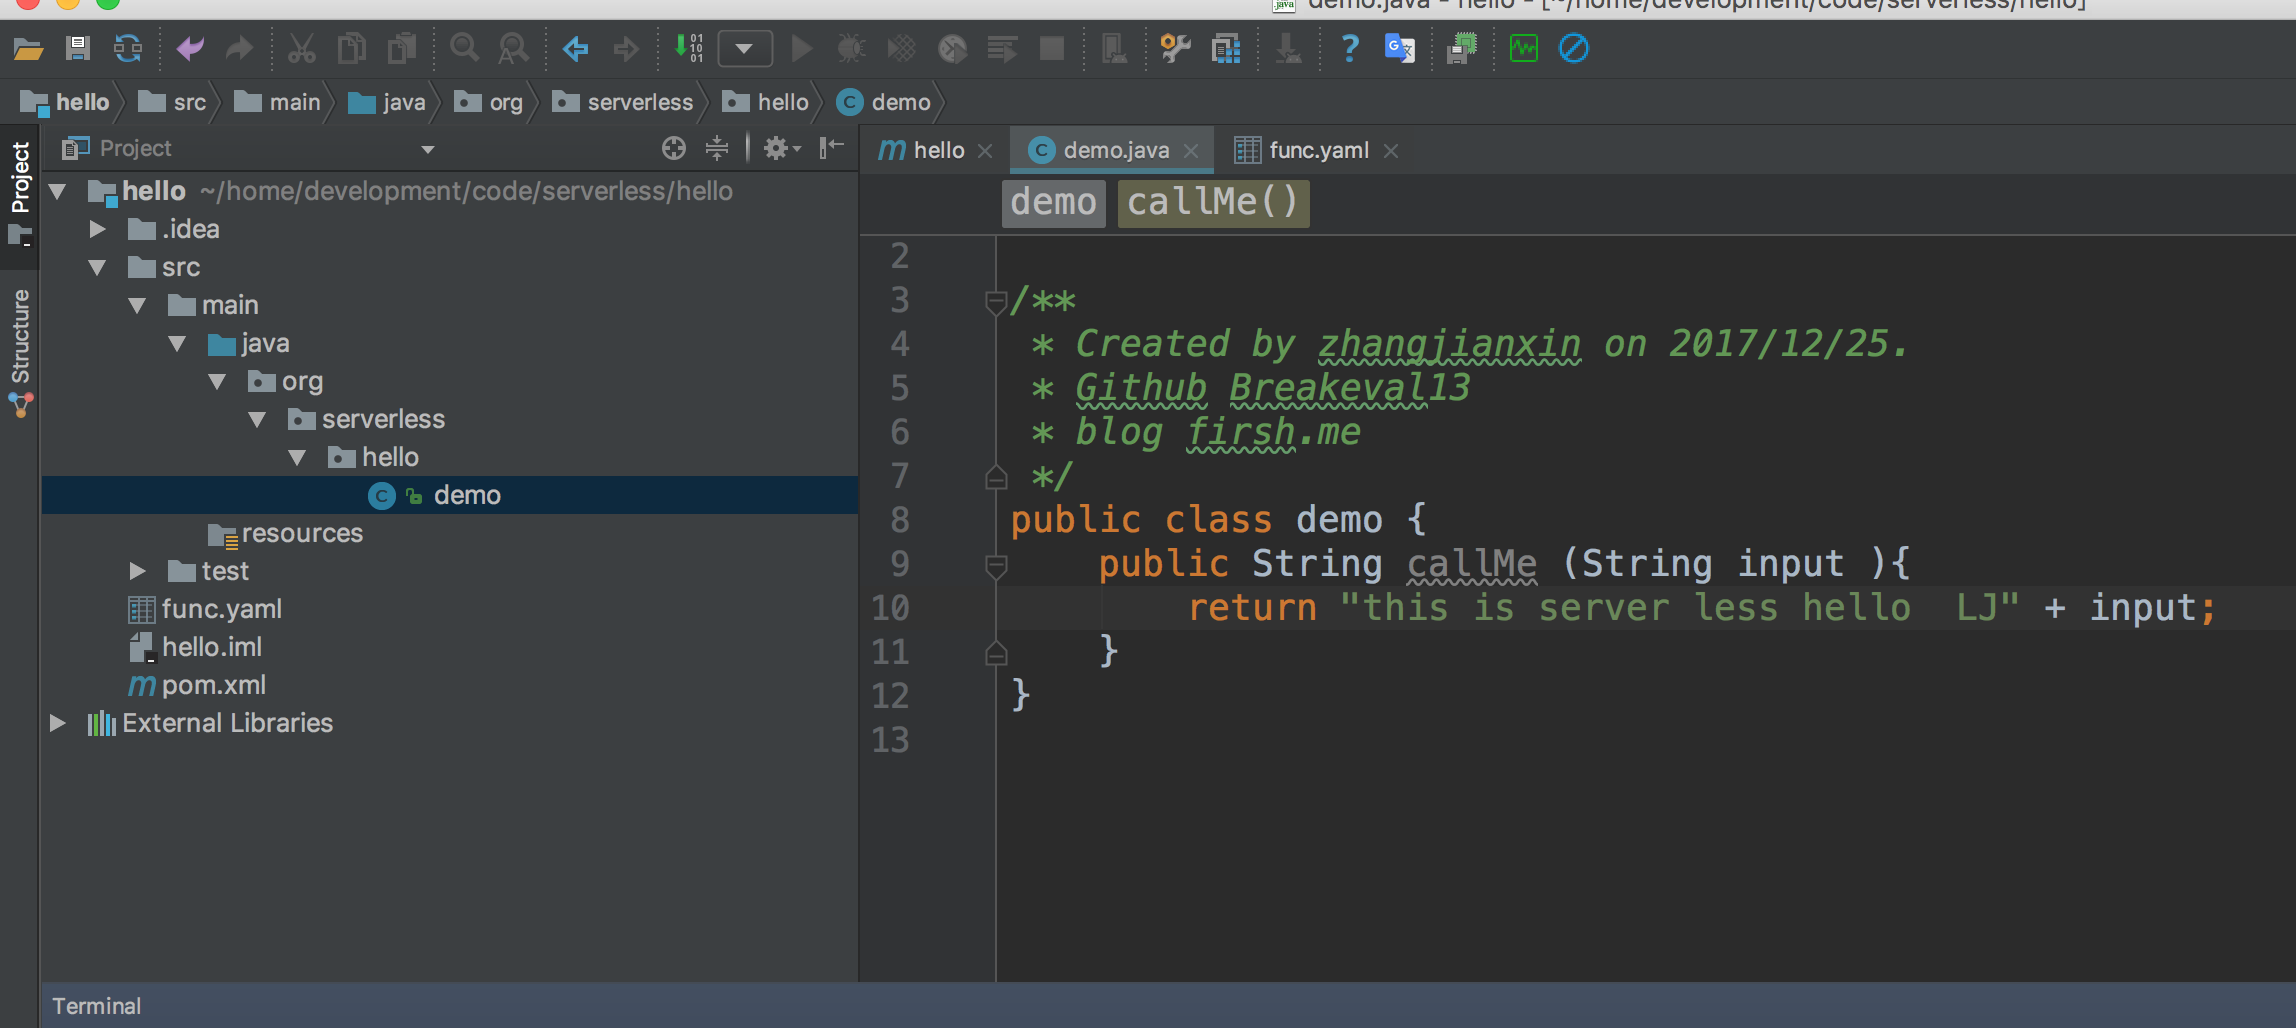 demo.java - hello - [~/home/development/code/serverless/hello]
hello src main java org serverless hello demo
Project
Structure
Project
hello ~/home/development/code/serverless/hello
.idea
src
main
java
org
serverless
hello
demo
resources
test
func.yaml
hello.iml
pom.xml
External Libraries
hello demo.java func.yaml
demo callMe()
2
3 /**
4 * Created by zhangjianxin on 2017/12/25.
5 * Github Breakeval13
6 * blog firsh.me
7 */
8 public class demo {
9 public String callMe (String input ){
10 return "this is server less hello  LJ" + input;
11 }
12 }
13
Terminal